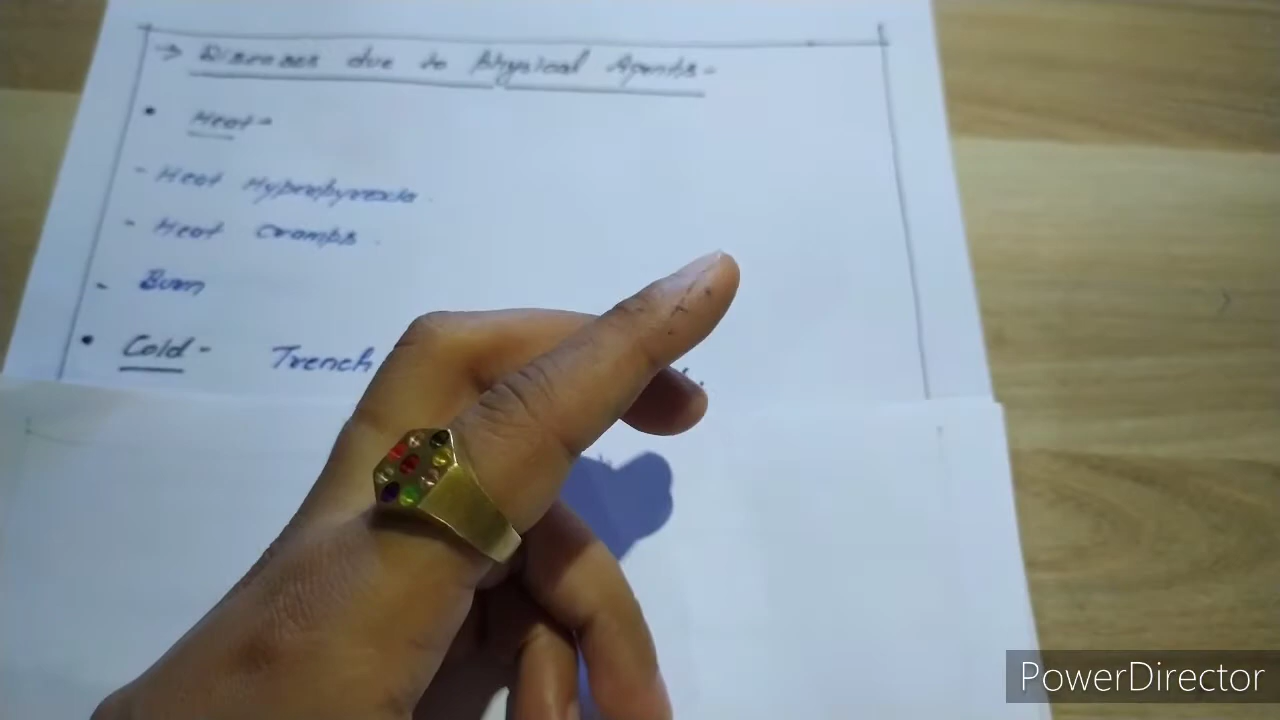 → Diseases due to Physical Agents-
• Heat-
- Heat Hyperpyrexia.
- Heat cramps.
- Burn
• Cold- Trench
PowerDirector